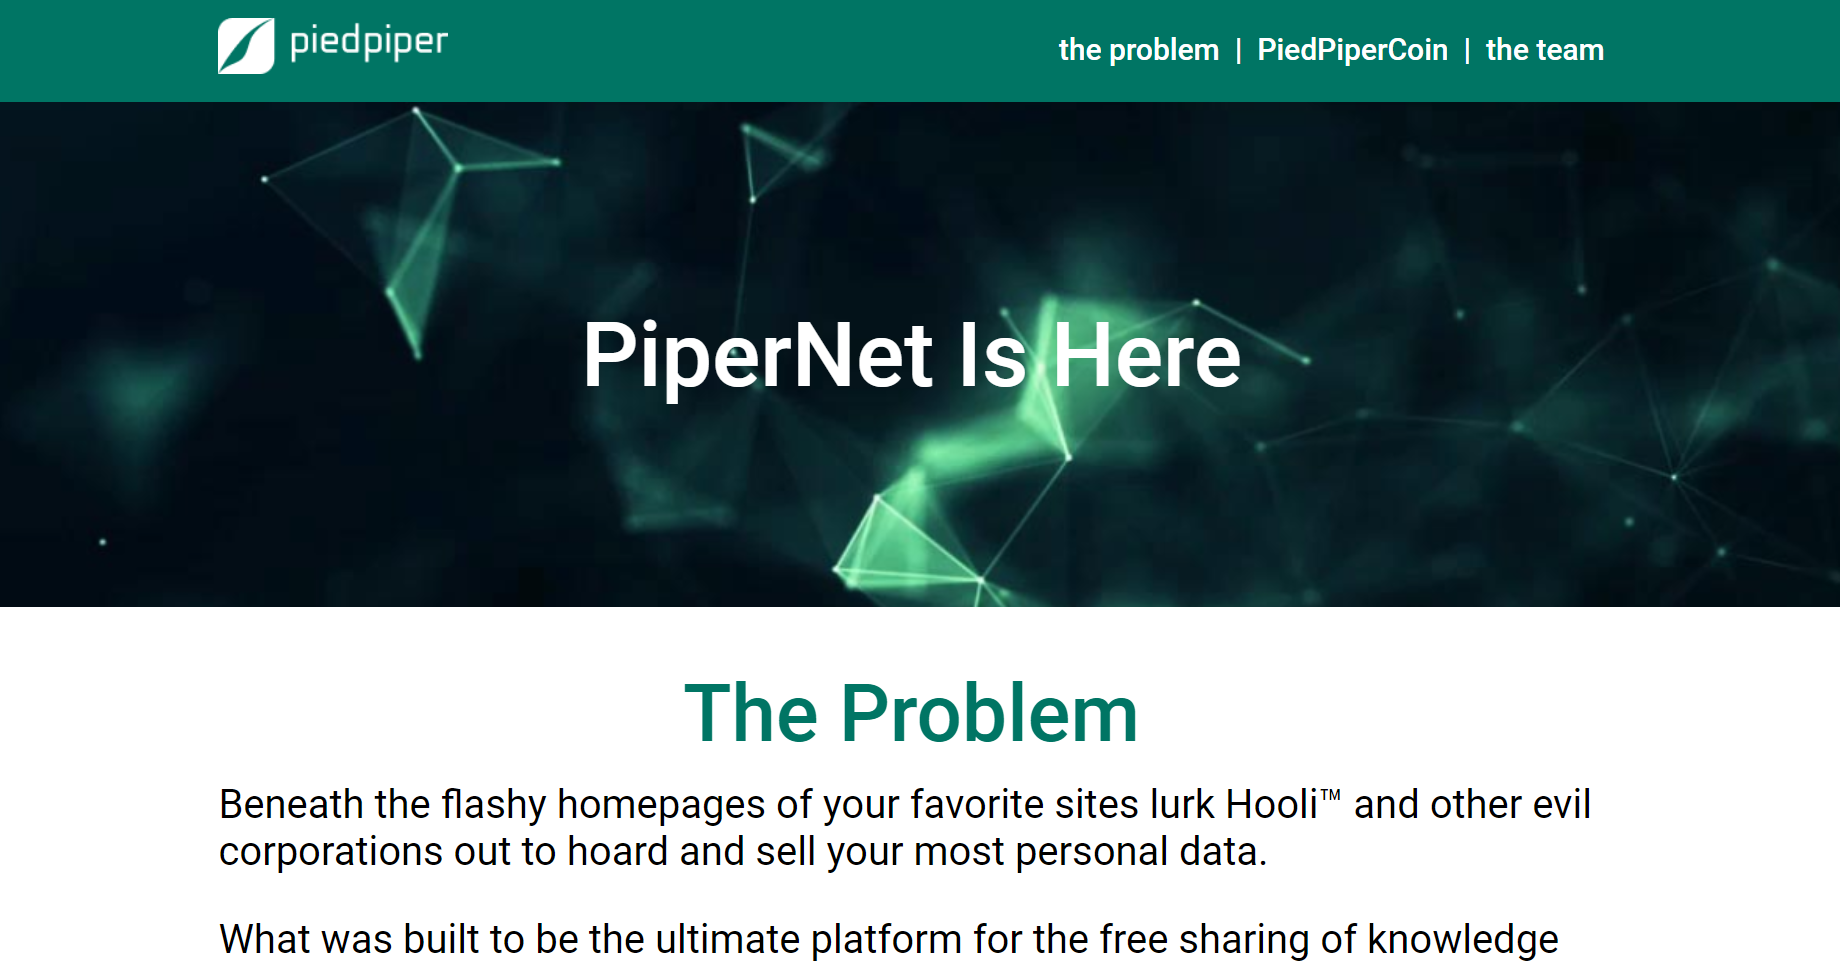 piedpiper
the problem | PiedPiperCoin | the team
PiperNet Is Here
The Problem
Beneath the flashy homepages of your favorite sites lurk Hooli™ and other evil
corporations out to hoard and sell your most personal data.
What was built to be the ultimate platform for the free sharing of knowledge